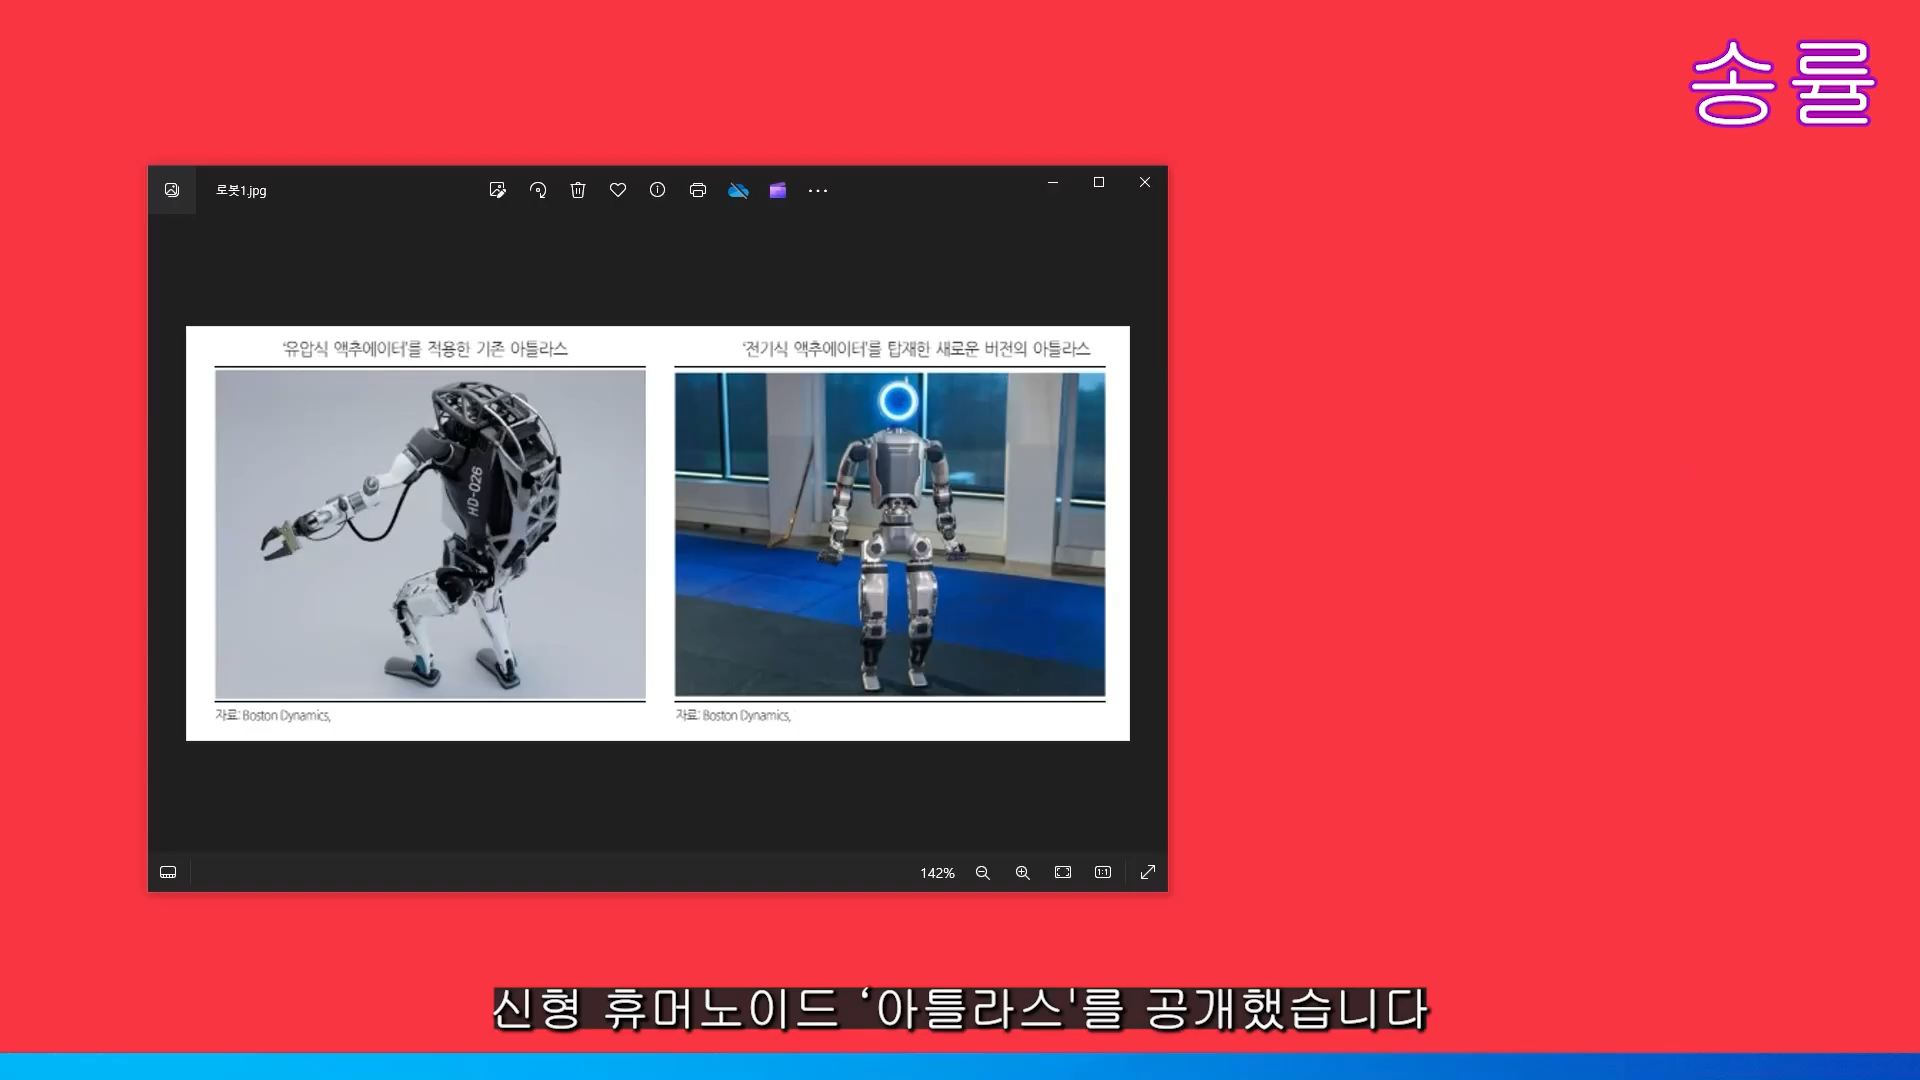 송률
로봇1.jpg
‘유압식 액추에이터’를 적용한 기존 아틀라스
‘전기식 액추에이터’를 탑재한 새로운 버전의 아틀라스
HD-026
자료: Boston Dynamics,
자료: Boston Dynamics,
142%
1:1
신형 휴머노이드 ‘아틀라스'를 공개했습니다